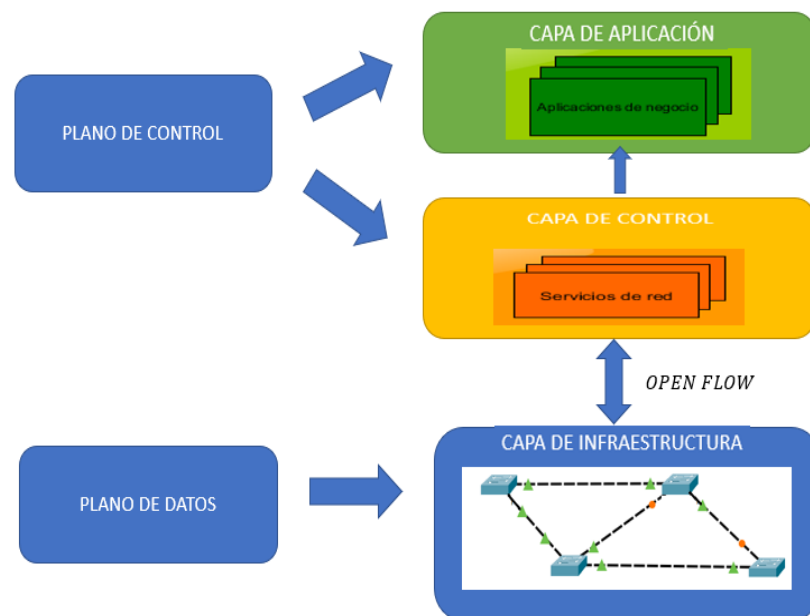 CAPA DE APLICACIÓN
Aplicaciones de negocio
PLANO DE CONTROL
CAPA DE CONTROL
Servicios de red
OPEN FLOW
CAPA DE INFRAESTRUCTURA
PLANO DE DATOS